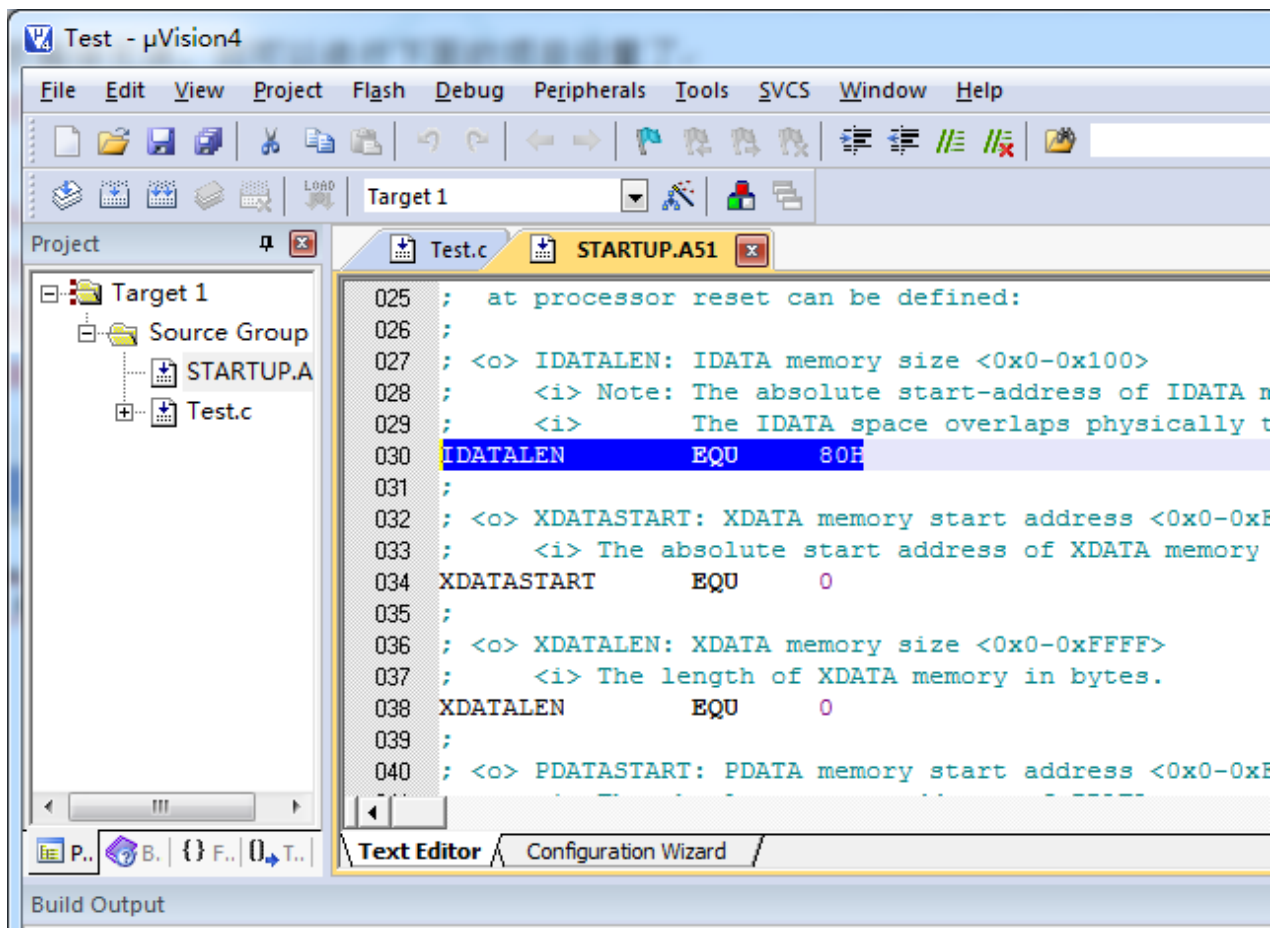 Test - µVision4
File Edit View Project Flash Debug Peripherals Tools SVCS Window Help
LOAD
Target 1
Project
Test.c STARTUP.A51
Target 1
Source Group
STARTUP.A
Test.c
025 ;  at processor reset can be defined:
026 ;
027 ; <o> IDATALEN: IDATA memory size <0x0-0x100>
028 ;     <i> Note: The absolute start-address of IDATA m
029 ;     <i>       The IDATA space overlaps physically t
030 IDATALEN        EQU     80H
031 ;
032 ; <o> XDATASTART: XDATA memory start address <0x0-0xF
033 ;     <i> The absolute start address of XDATA memory
034 XDATASTART      EQU     0
035 ;
036 ; <o> XDATALEN: XDATA memory size <0x0-0xFFFF>
037 ;     <i> The length of XDATA memory in bytes.
038 XDATALEN        EQU     0
039 ;
040 ; <o> PDATASTART: PDATA memory start address <0x0-0xF
P.. B. {} F.. 0 T..
Text Editor Configuration Wizard
Build Output